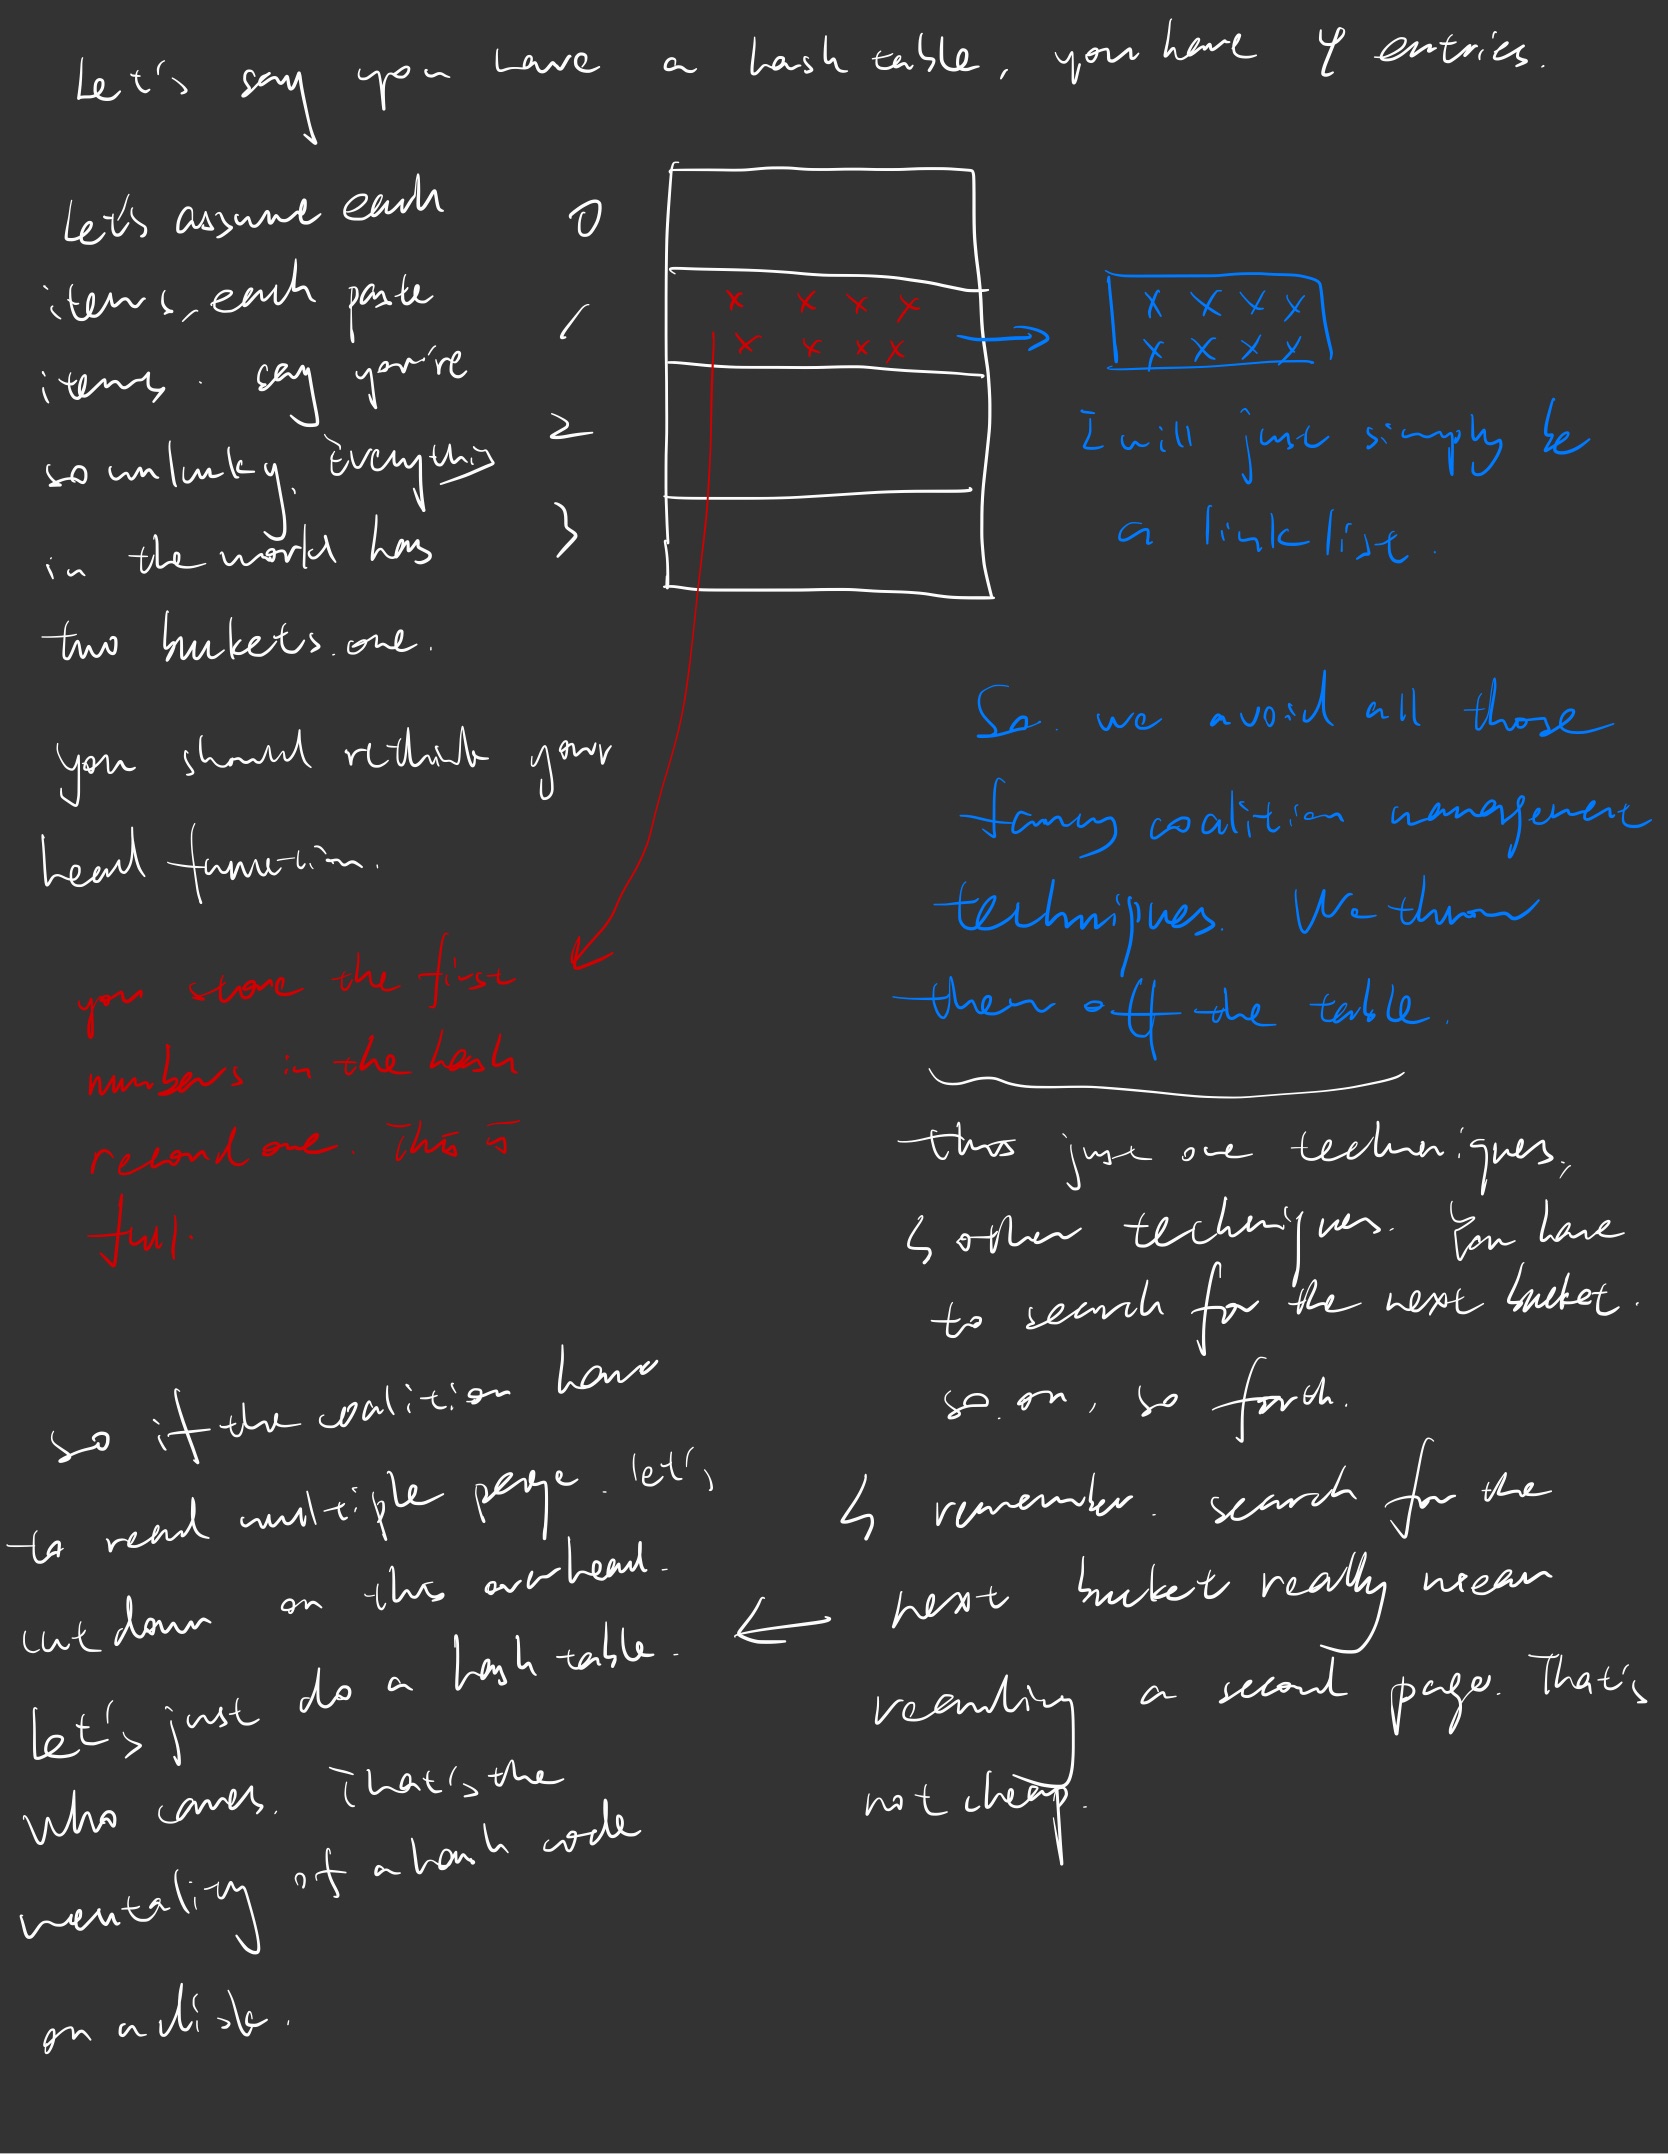 Let's say you have a hash table, you have 4 entries.
Let's assume each
items, each paste
items. say you're
so unlucky. Everything
in the world has
two buckets. one.
you should rethink your
head function.
0
1
2
3
x x x x
x x x x
x x x x
x x x x
I will just simply be
a link list.
So. we avoid all those
fancy coalition management
techniques. We throw
them off the table.
you store the first
numbers in the hash
record one. This is
full.
this just one techniques.
↳ other techniques. You have
to search for the next bucket.
so on, so forth.
↳ remember. search for the
next bucket really mean
reading a second page. That's
not cheap.
so if the coalition have
to read multiple page. let's
cut down on this overhead.
Let's just do a hash table.
Who cares. That's the
mentality of a hash code
on a disk.